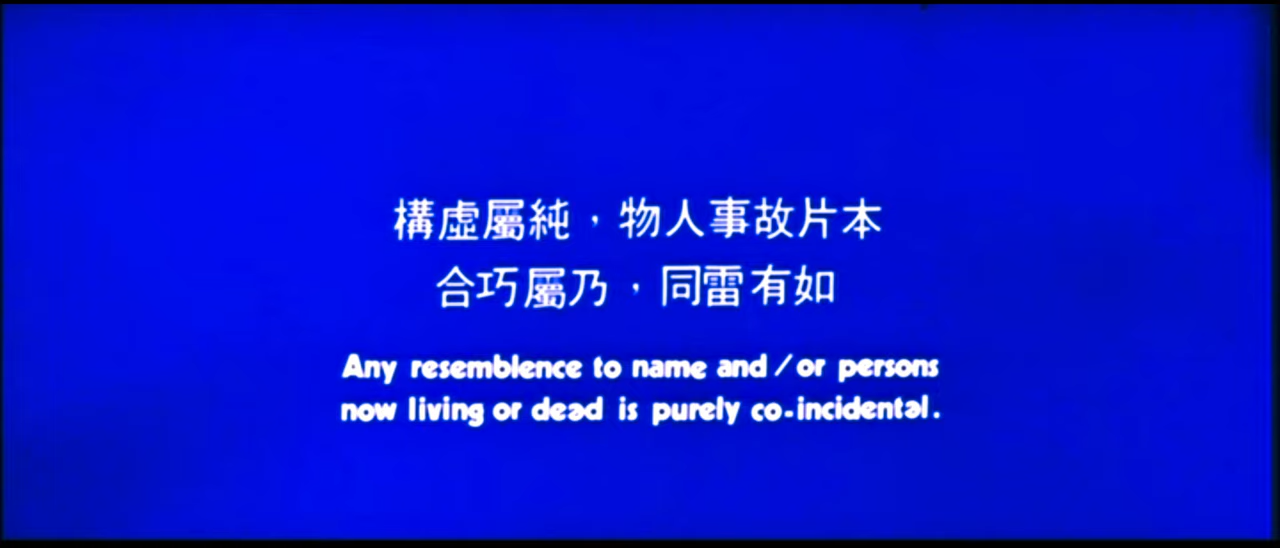 本片故事人物，純屬虛構
如有雷同，乃屬巧合
Any resemblence to name and/or persons
now living or dead is purely co-incidental.